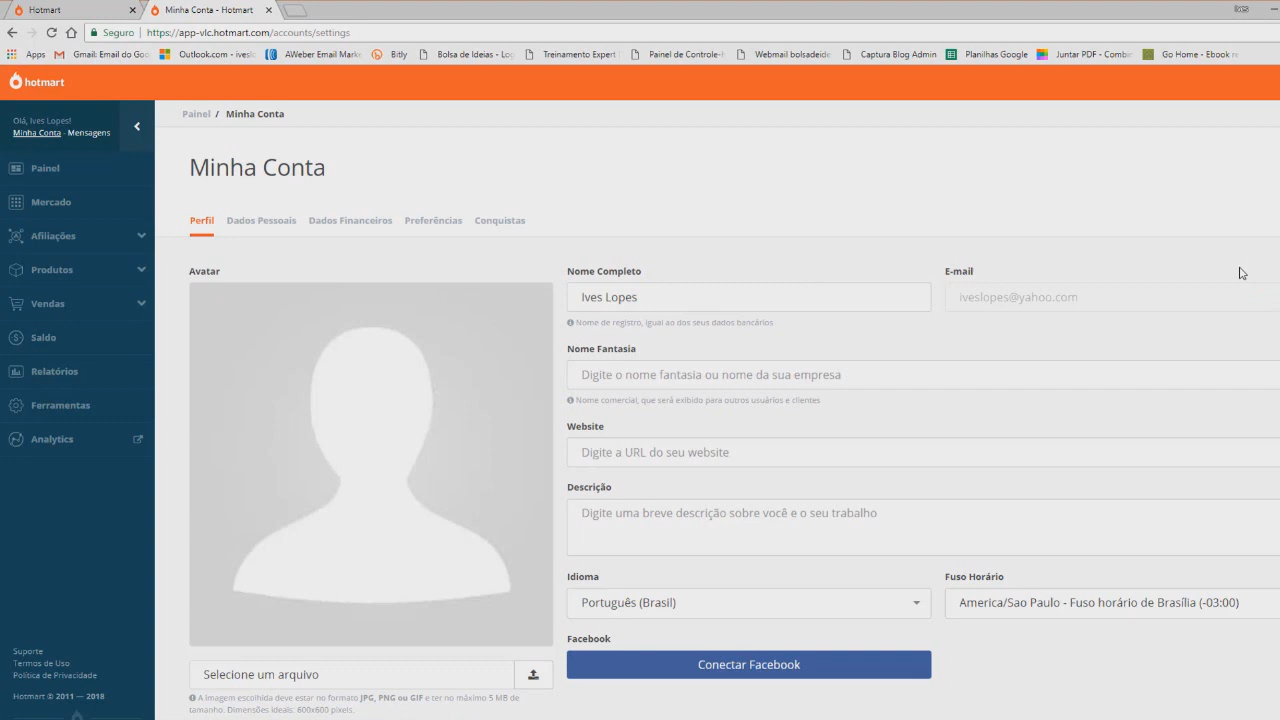 Hotmart
Minha Conta - Hotmart
Ives
Seguro
https://app-vlc.hotmart.com/accounts/settings
Apps
Gmail: Email do Goo
Outlook.com - ivesl
AWeber Email Marke
Bitly
Bolsa de Ideias - Log
Treinamento Expert
Painel de Controle-H
Webmail bolsadeide
Captura Blog Admin
Planilhas Google
Juntar PDF - Combin
Go Home - Ebook re
hotmart
Olá, Ives Lopes!
Minha Conta - Mensagens
Painel
Mercado
Afiliações
Produtos
Vendas
Saldo
Relatórios
Ferramentas
Analytics
Suporte
Termos de Uso
Política de Privacidade
Hotmart © 2011 — 2018
Painel / Minha Conta
Minha Conta
Perfil Dados Pessoais Dados Financeiros Preferências Conquistas
Avatar
Selecione um arquivo
A imagem escolhida deve estar no formato JPG, PNG ou GIF e ter no máximo 5 MB de
tamanho. Dimensões ideais: 600x600 pixels.
Nome Completo
Ives Lopes
Nome de registro, igual ao dos seus dados bancários
E-mail
iveslopes@yahoo.com
Nome Fantasia
Digite o nome fantasia ou nome da sua empresa
Nome comercial, que será exibido para outros usuários e clientes
Website
Digite a URL do seu website
Descrição
Digite uma breve descrição sobre você e o seu trabalho
Idioma
Português (Brasil)
Fuso Horário
America/Sao Paulo - Fuso horário de Brasília (-03:00)
Facebook
Conectar Facebook